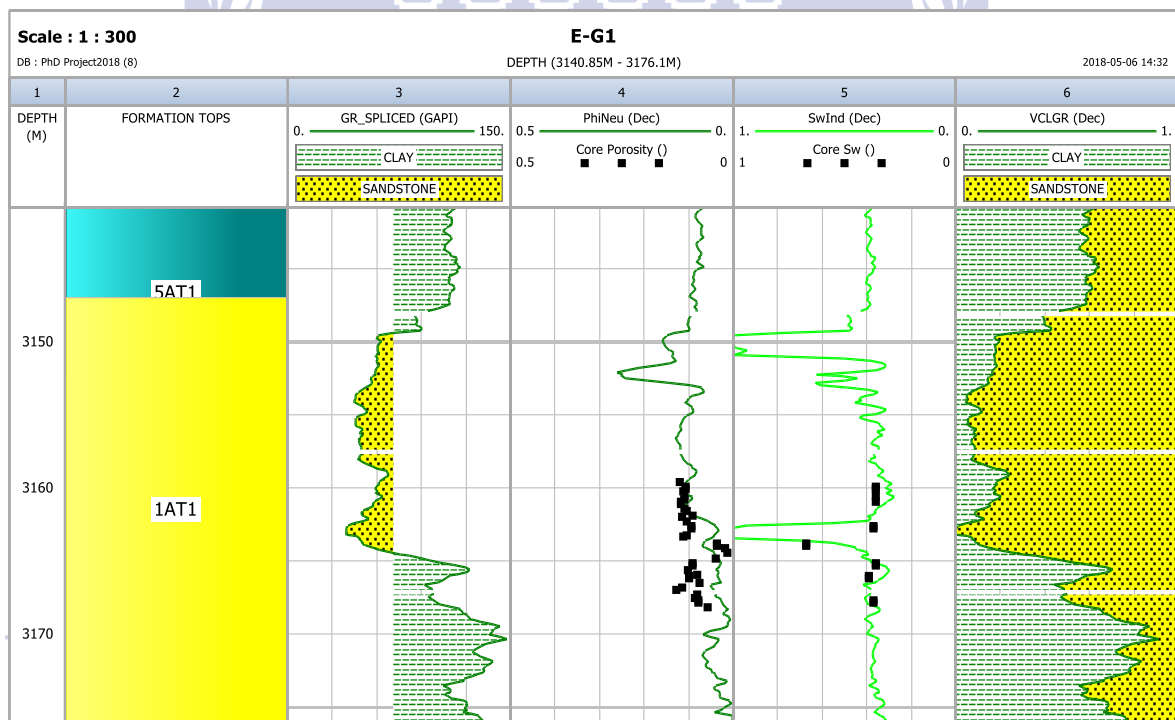 Scale : 1 : 300
E-G1
DB : PhD Project2018 (8)
DEPTH (3140.85M - 3176.1M)
2018-05-06 14:32
1 2 3 4 5 6
DEPTH (M)
FORMATION TOPS
GR_SPLICED (GAPI)
0. 150.
CLAY
SANDSTONE
PhiNeu (Dec)
0.5 0.
Core Porosity ()
0.5 0
SwInd (Dec)
1. 0.
Core Sw ()
1 0
VCLGR (Dec)
0. 1.
CLAY
SANDSTONE
5AT1
3150
3160
1AT1
3170